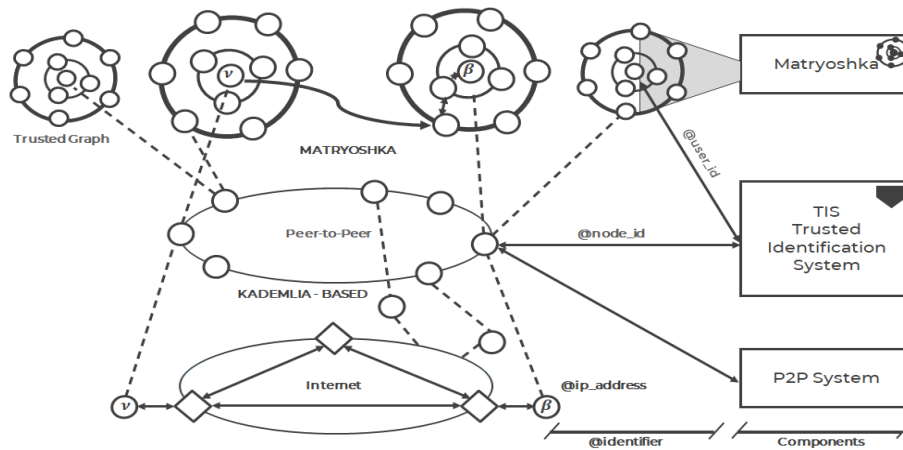 ν
β
Matryoshka
Trusted Graph
MATRYOSHKA
@user_id
Peer-to-Peer
@node_id
TIS
Trusted
Identification
System
KADEMLIA - BASED
Internet
@ip_address
P2P System
ν
β
@identifier
Components